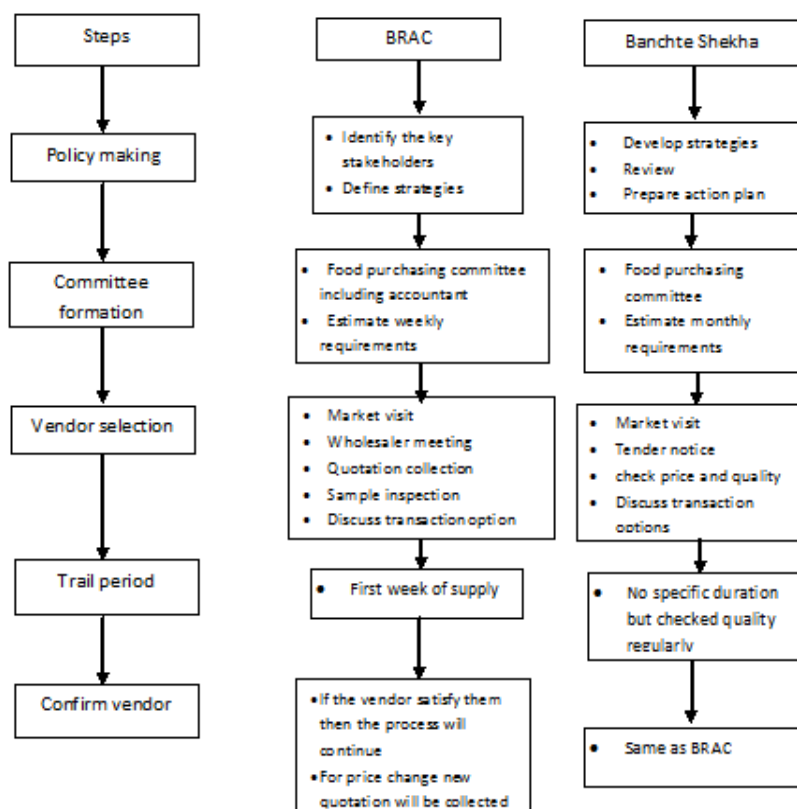 Steps
Policy making
Committee
formation
Vendor selection
Trail period
Confirm vendor
BRAC
• Identify the key
stakeholders
• Define strategies
• Food purchasing committee
including accountant
• Estimate weekly
requirements
• Market visit
• Wholesaler meeting
• Quotation collection
• Sample inspection
• Discuss transaction option
• First week of supply
• If the vendor satisfy them
then the process will
continue
• For price change new
quotation will be collected
Banchte Shekha
• Develop strategies
• Review
• Prepare action plan
• Food purchasing
committee
• Estimate monthly
requirements
• Market visit
• Tender notice
• check price and quality
• Discuss transaction
options
• No specific duration
but checked quality
regularly
• Same as BRAC